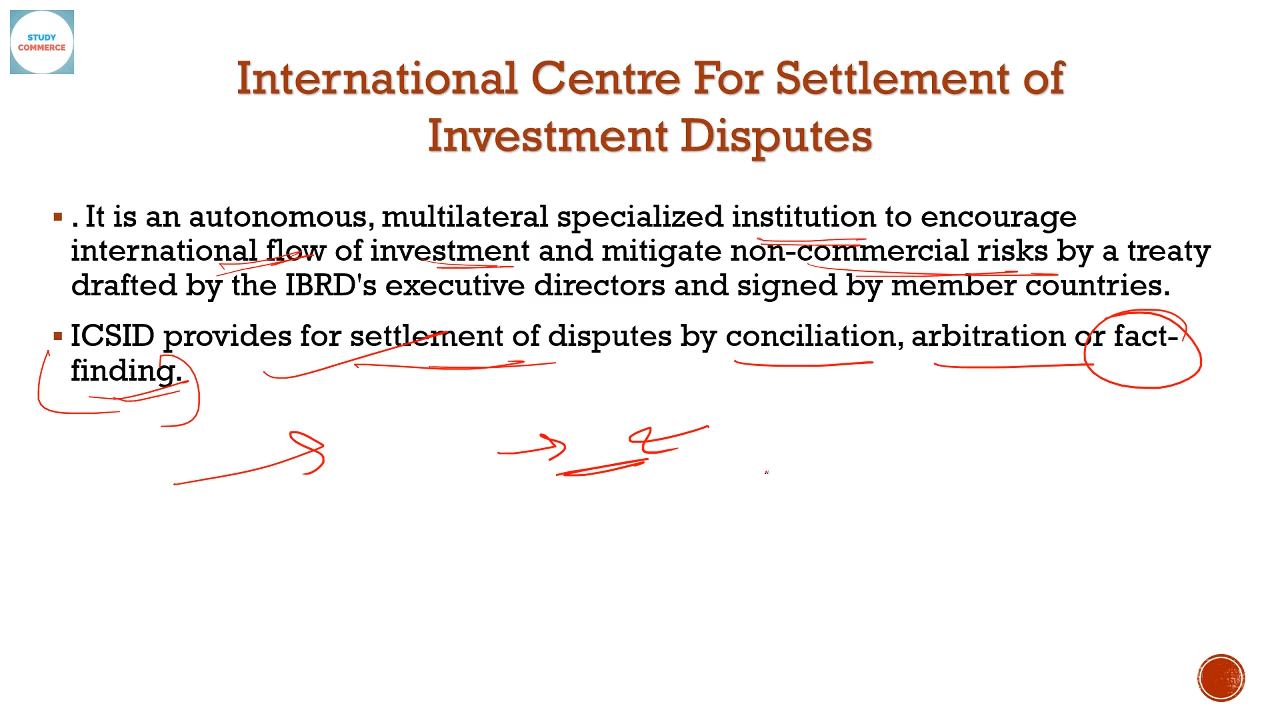 STUDY
COMMERCE
International Centre For Settlement of
Investment Disputes
. It is an autonomous, multilateral specialized institution to encourage
international flow of investment and mitigate non-commercial risks by a treaty
drafted by the IBRD's executive directors and signed by member countries.
ICSID provides for settlement of disputes by conciliation, arbitration or fact-
finding.